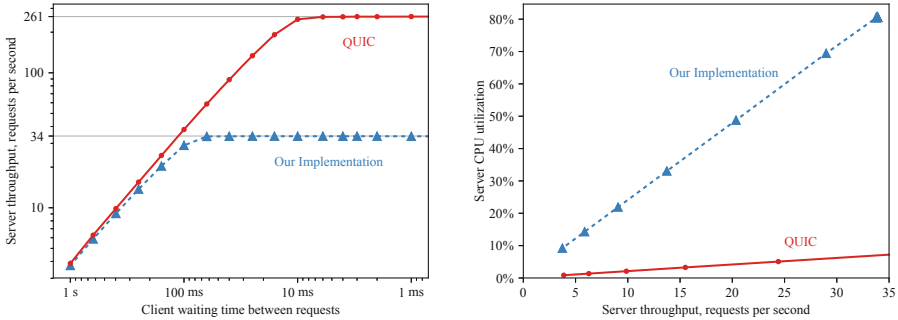 Server throughput, requests per second
261
100
34
10
QUIC
Our Implementation
1 s
100 ms
10 ms
1 ms
Client waiting time between requests
Server CPU utilization
80%
70%
60%
50%
40%
30%
20%
10%
0%
Our Implementation
QUIC
0
5
10
15
20
25
30
35
Server throughput, requests per second